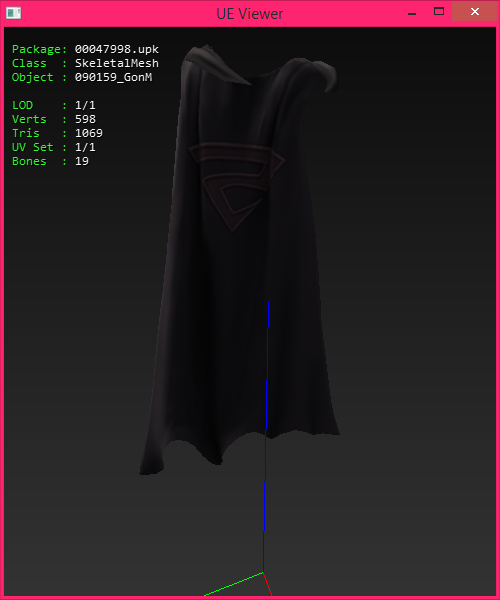 UE Viewer
Package: 00047998.upk
Class  : SkeletalMesh
Object : 090159_GonM
LOD    : 1/1
Verts  : 598
Tris   : 1069
UV Set : 1/1
Bones  : 19